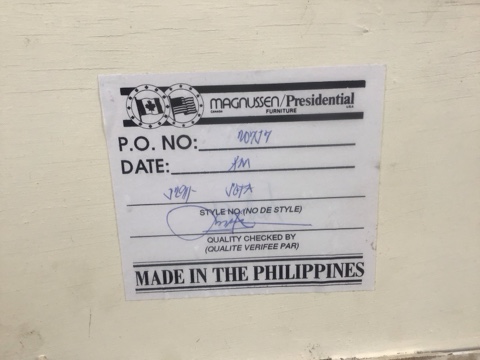 MAGNUSSEN/Presidential
CANADA FURNITURE U.S.A.
P.O. NO:
DATE:
SOFA
STYLE NO (NO DE STYLE)
QUALITY CHECKED BY
(QUALITE VERIFEE PAR)
MADE IN THE PHILIPPINES